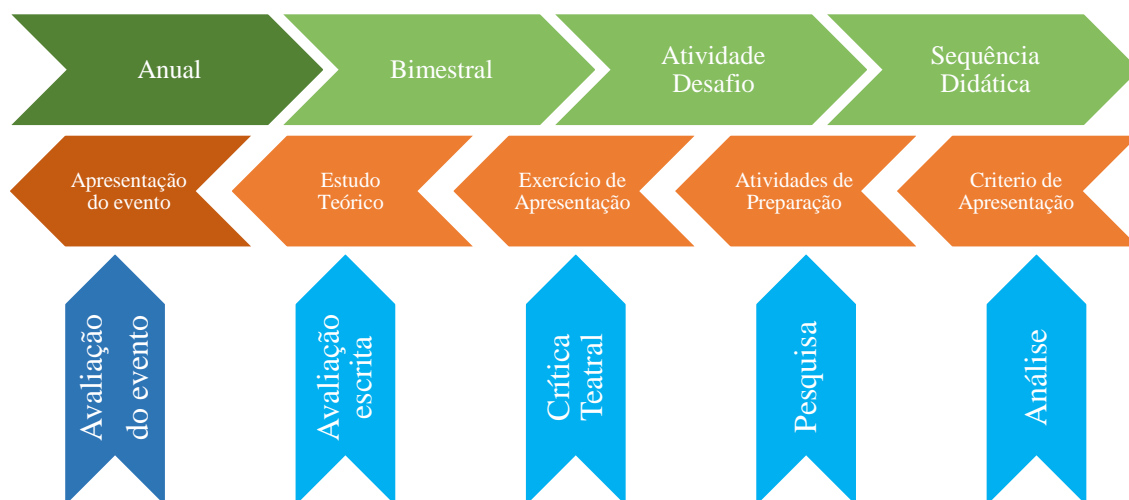 Anual
Bimestral
Atividade
Desafio
Sequência
Didática
Apresentação
do evento
Estudo
Teórico
Exercício de
Apresentação
Atividades de
Preparação
Criterio de
Apresentação
Avaliação
do evento
Avaliação
escrita
Crítica
Teatral
Pesquisa
Análise